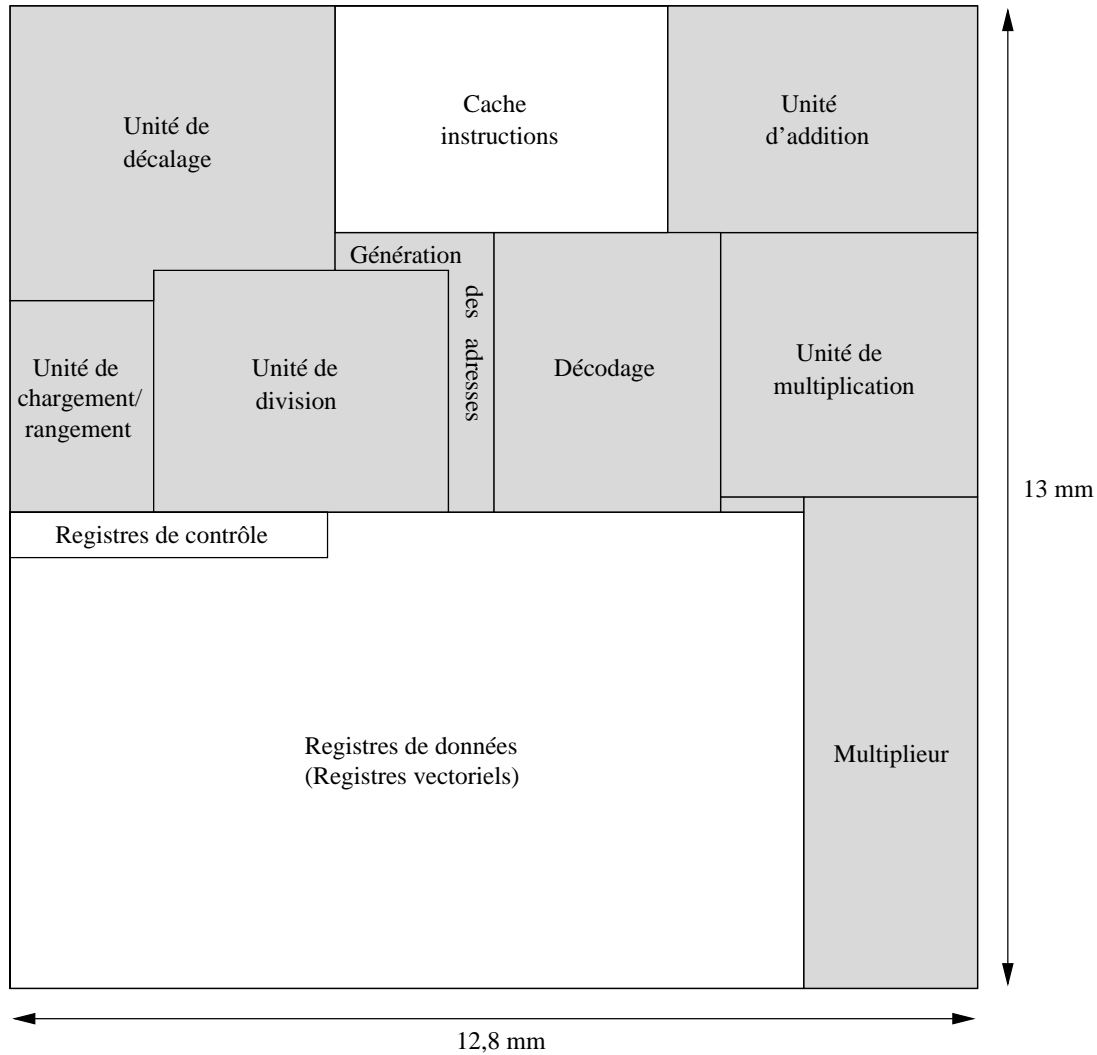 Unité de
décalage
Cache
instructions
Unité
d'addition
Génération
des adresses
Unité de
chargement/
rangement
Unité de
division
Décodage
Unité de
multiplication
13 mm
Registres de contrôle
Registres de données
(Registres vectoriels)
Multiplieur
12,8 mm